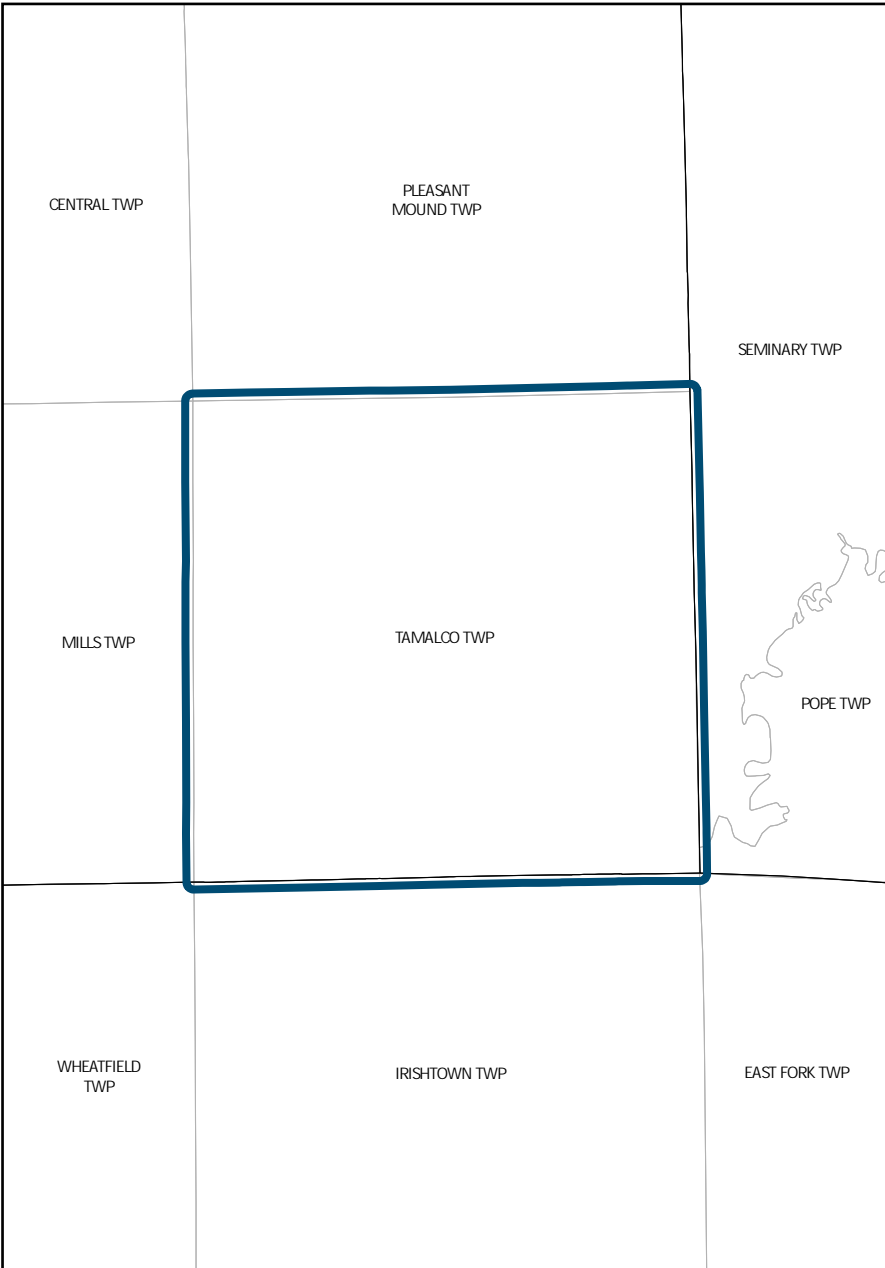 PLEASANT
MOUND TWP
CENTRAL TWP
SEMINARY TWP
MILLS TWP
TAMALCO TWP
POPE TWP
WHEATFIELD
TWP
IRISHTOWN TWP
EAST FORK TWP